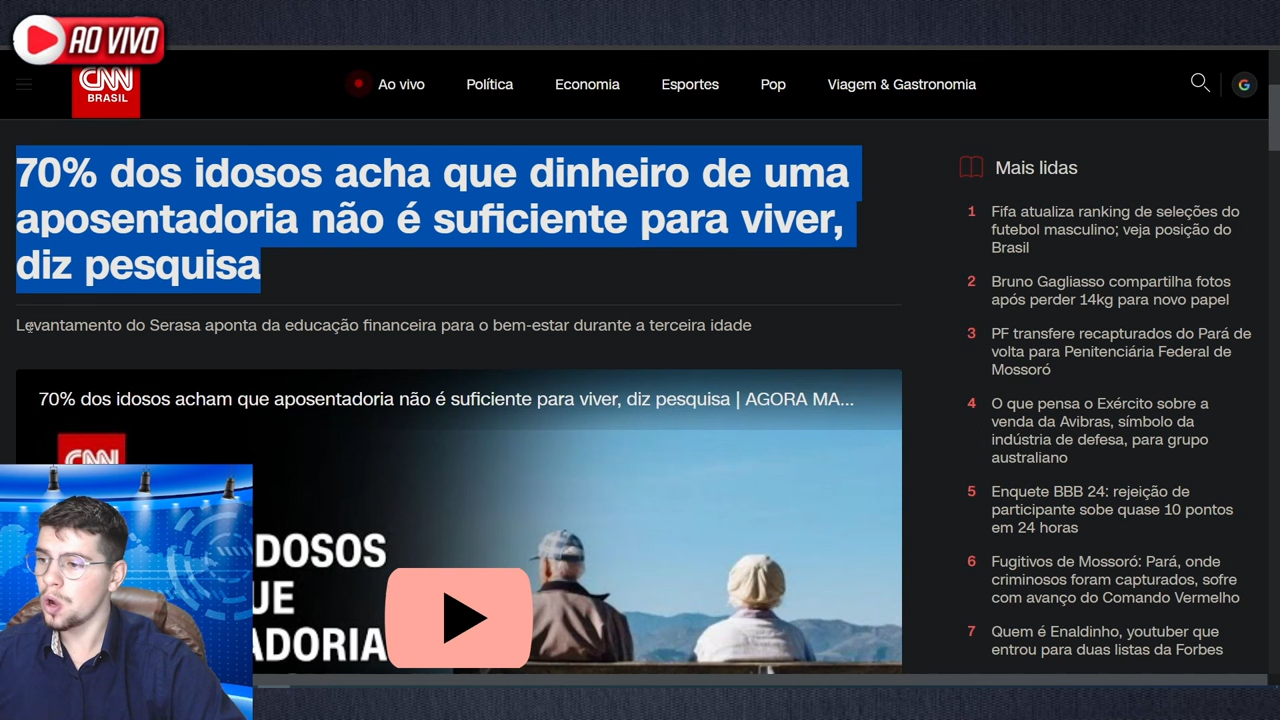 AO VIVO
CNN
BRASIL
Ao vivo
Política
Economia
Esportes
Pop
Viagem & Gastronomia
G
70% dos idosos acha que dinheiro de uma
aposentadoria não é suficiente para viver,
diz pesquisa
Levantamento do Serasa aponta da educação financeira para o bem-estar durante a terceira idade
70% dos idosos acham que aposentadoria não é suficiente para viver, diz pesquisa | AGORA MA...
CNN
DOSOS
UE
ADORIA
Mais lidas
1 Fifa atualiza ranking de seleções do
futebol masculino; veja posição do
Brasil
2 Bruno Gagliasso compartilha fotos
após perder 14kg para novo papel
3 PF transfere recapturados do Pará de
volta para Penitenciária Federal de
Mossoró
4 O que pensa o Exército sobre a
venda da Avibras, símbolo da
indústria de defesa, para grupo
australiano
5 Enquete BBB 24: rejeição de
participante sobe quase 10 pontos
em 24 horas
6 Fugitivos de Mossoró: Pará, onde
criminosos foram capturados, sofre
com avanço do Comando Vermelho
7 Quem é Enaldinho, youtuber que
entrou para duas listas da Forbes